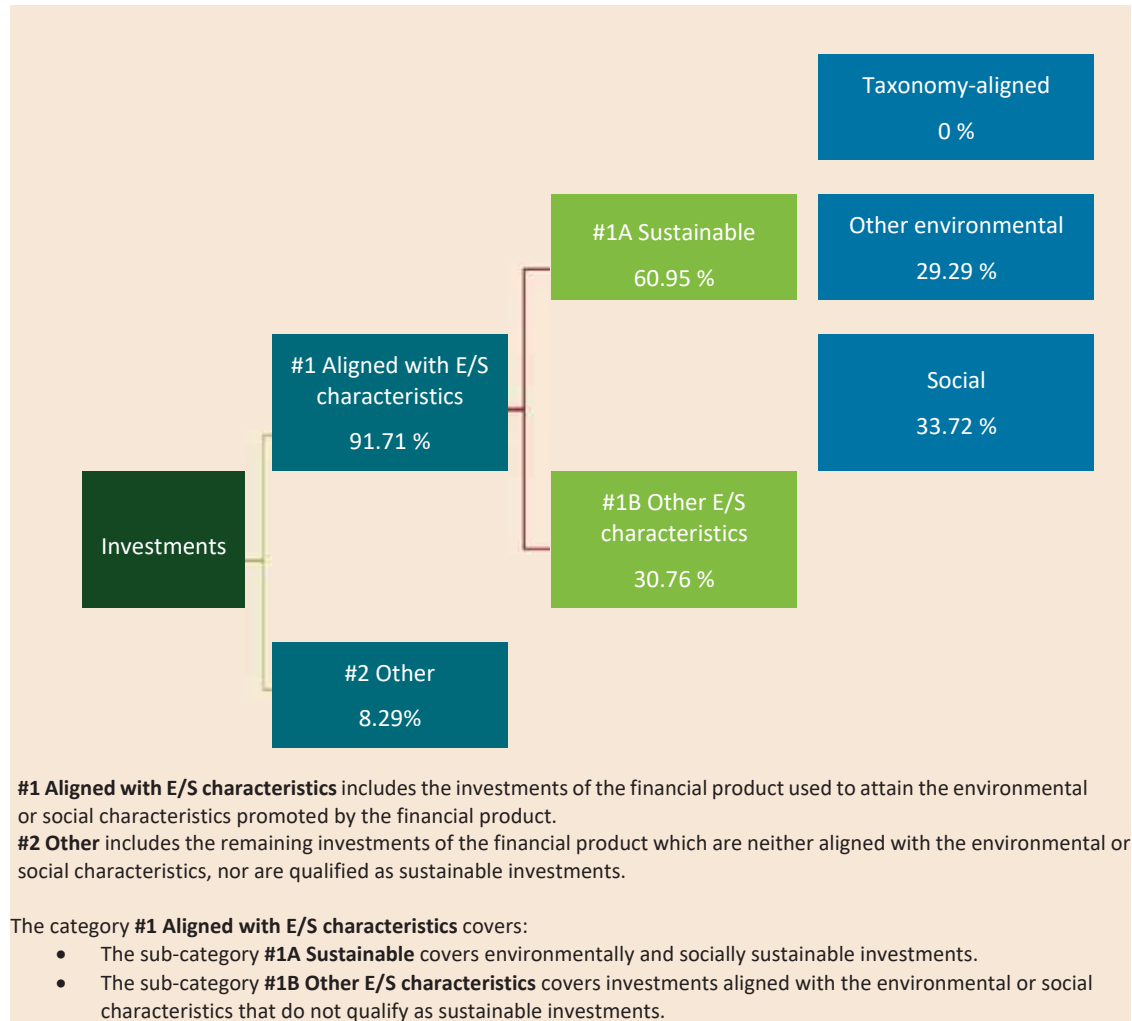 Taxonomy-aligned
0 %
#1A Sustainable
60.95 %
Other environmental
29.29 %
#1 Aligned with E/S
characteristics
91.71 %
Social
33.72 %
Investments
#1B Other E/S
characteristics
30.76 %
#2 Other
8.29%
#1 Aligned with E/S characteristics includes the investments of the financial product used to attain the environmental
or social characteristics promoted by the financial product.
#2 Other includes the remaining investments of the financial product which are neither aligned with the environmental or
social characteristics, nor are qualified as sustainable investments.
The category #1 Aligned with E/S characteristics covers:
• The sub-category #1A Sustainable covers environmentally and socially sustainable investments.
• The sub-category #1B Other E/S characteristics covers investments aligned with the environmental or social
characteristics that do not qualify as sustainable investments.